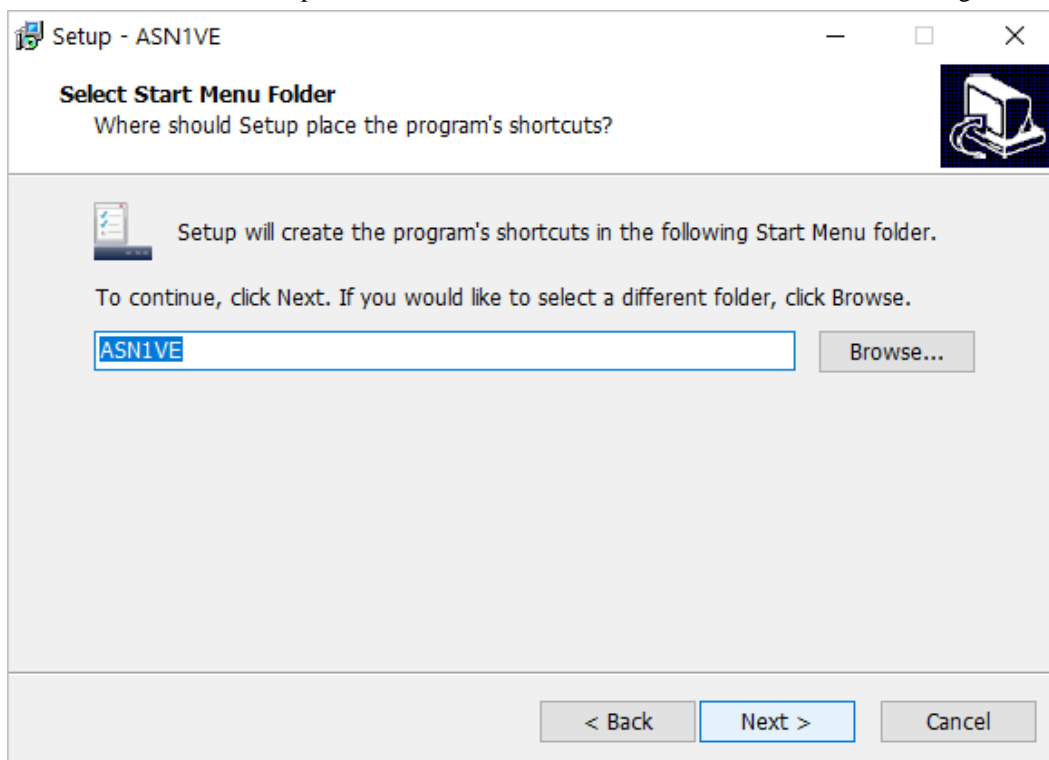 Setup - ASN1VE
Select Start Menu Folder
Where should Setup place the program's shortcuts?
Setup will create the program's shortcuts in the following Start Menu folder.
To continue, click Next. If you would like to select a different folder, click Browse.
ASN1VE
Browse...
< Back
Next >
Cancel